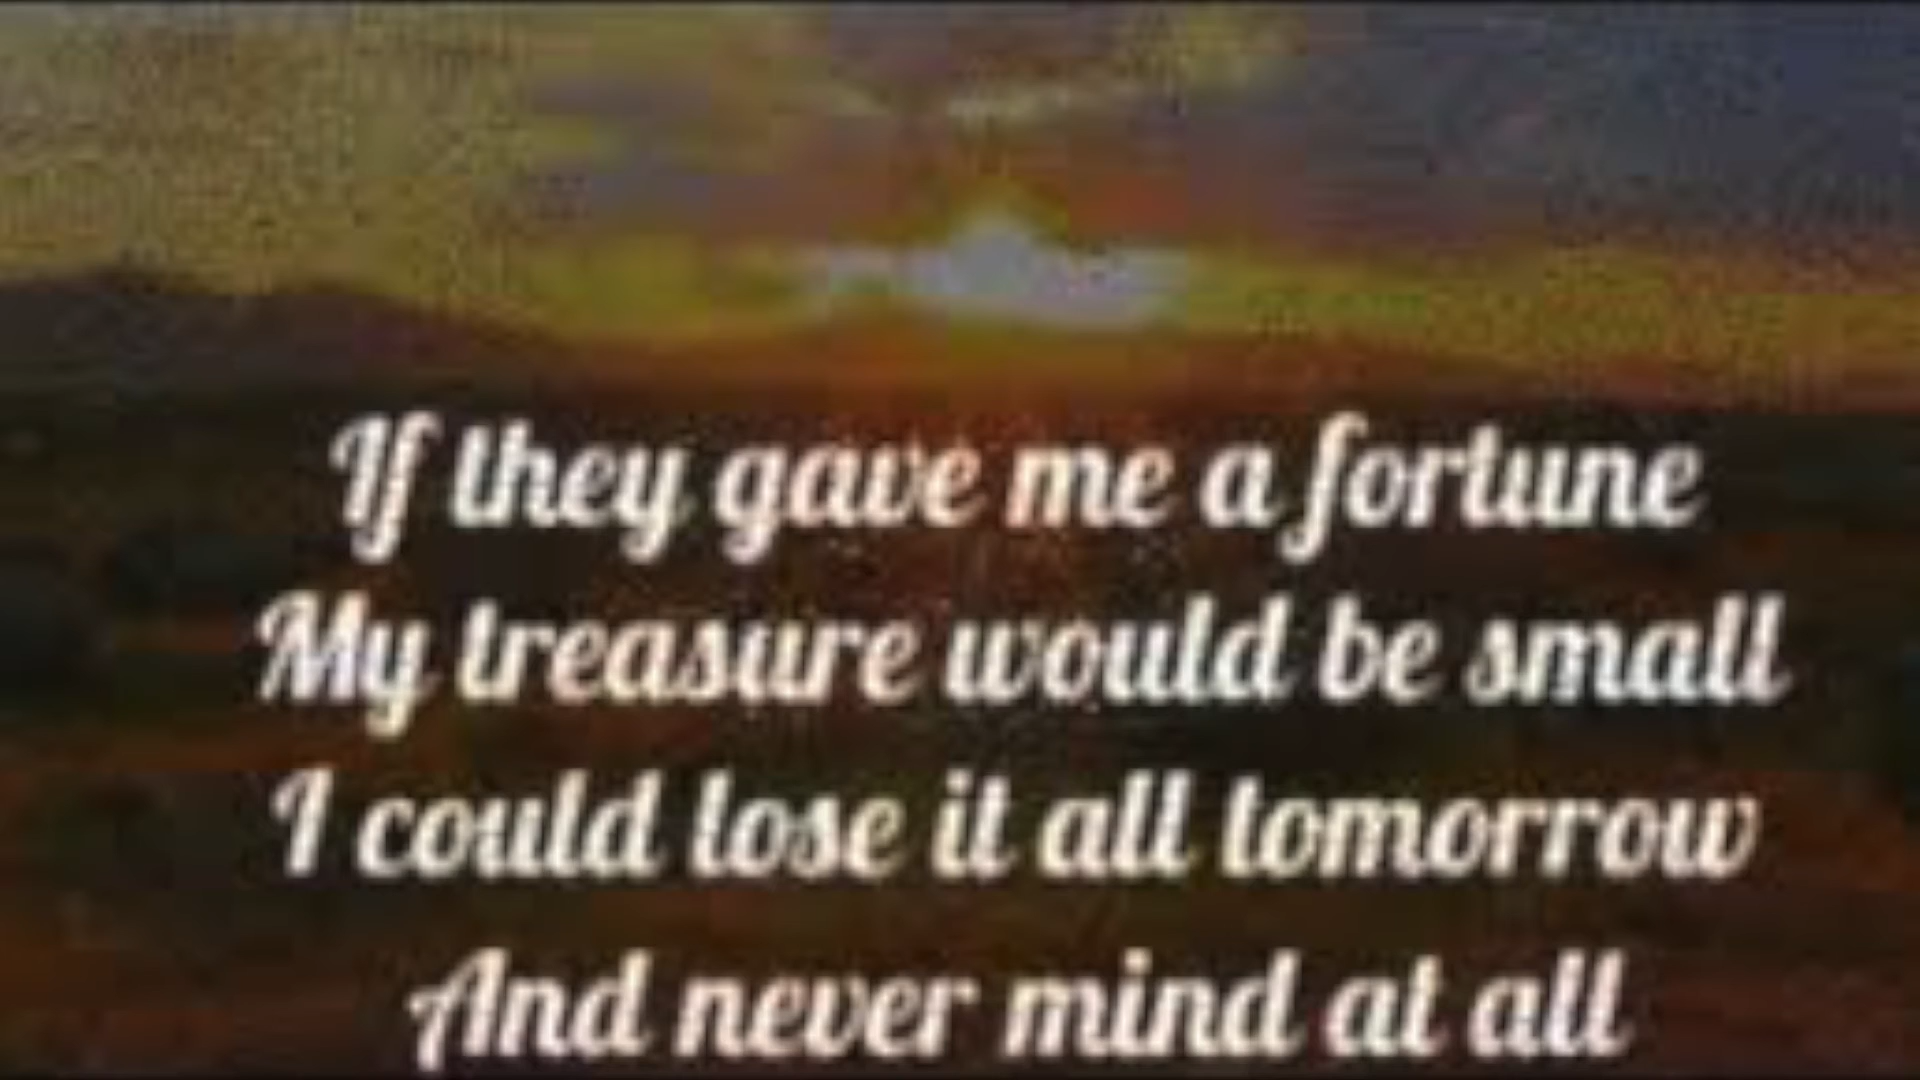 If they gave me a fortune
My treasure would be small
I could lose it all tomorrow
And never mind at all